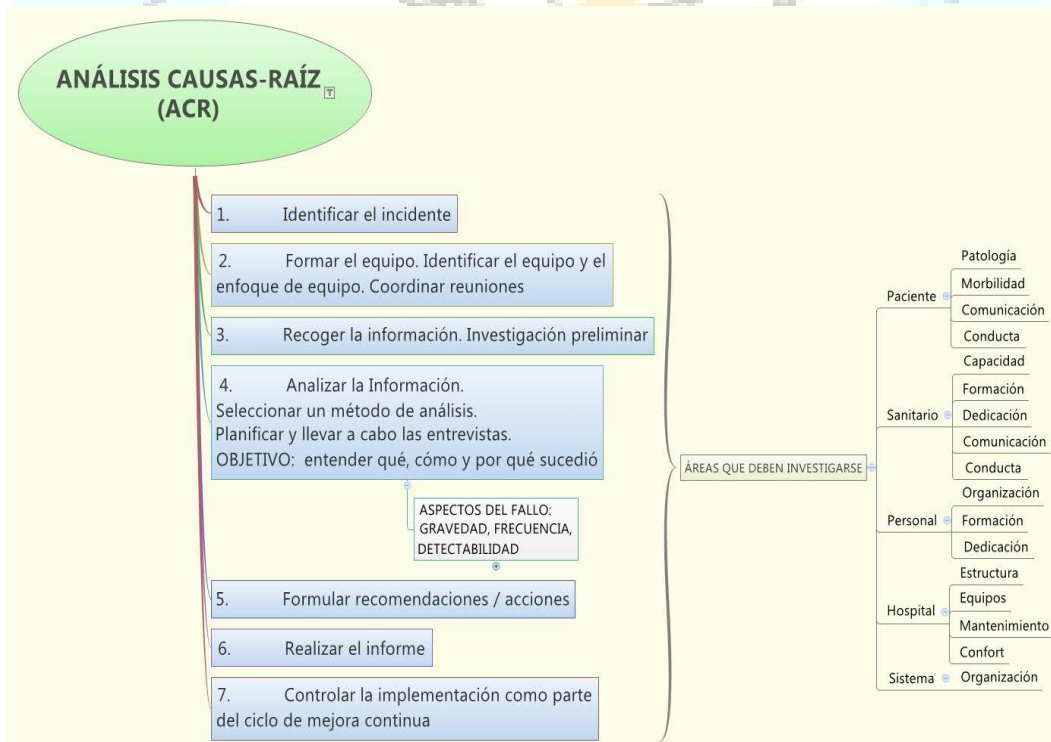 ANÁLISIS CAUSAS-RAÍZ
(ACR)
1. Identificar el incidente
2. Formar el equipo. Identificar el equipo y el
enfoque de equipo. Coordinar reuniones
3. Recoger la información. Investigación preliminar
4. Analizar la Información.
Seleccionar un método de análisis.
Planificar y llevar a cabo las entrevistas.
OBJETIVO: entender qué, cómo y por qué sucedió
ASPECTOS DEL FALLO:
GRAVEDAD, FRECUENCIA,
DETECTABILIDAD
5. Formular recomendaciones / acciones
6. Realizar el informe
7. Controlar la implementación como parte
del ciclo de mejora continua
ÁREAS QUE DEBEN INVESTIGARSE
Paciente
Patología
Morbilidad
Comunicación
Conducta
Sanitario
Capacidad
Formación
Dedicación
Comunicación
Conducta
Personal
Organización
Formación
Dedicación
Hospital
Estructura
Equipos
Mantenimiento
Confort
Sistema
Organización